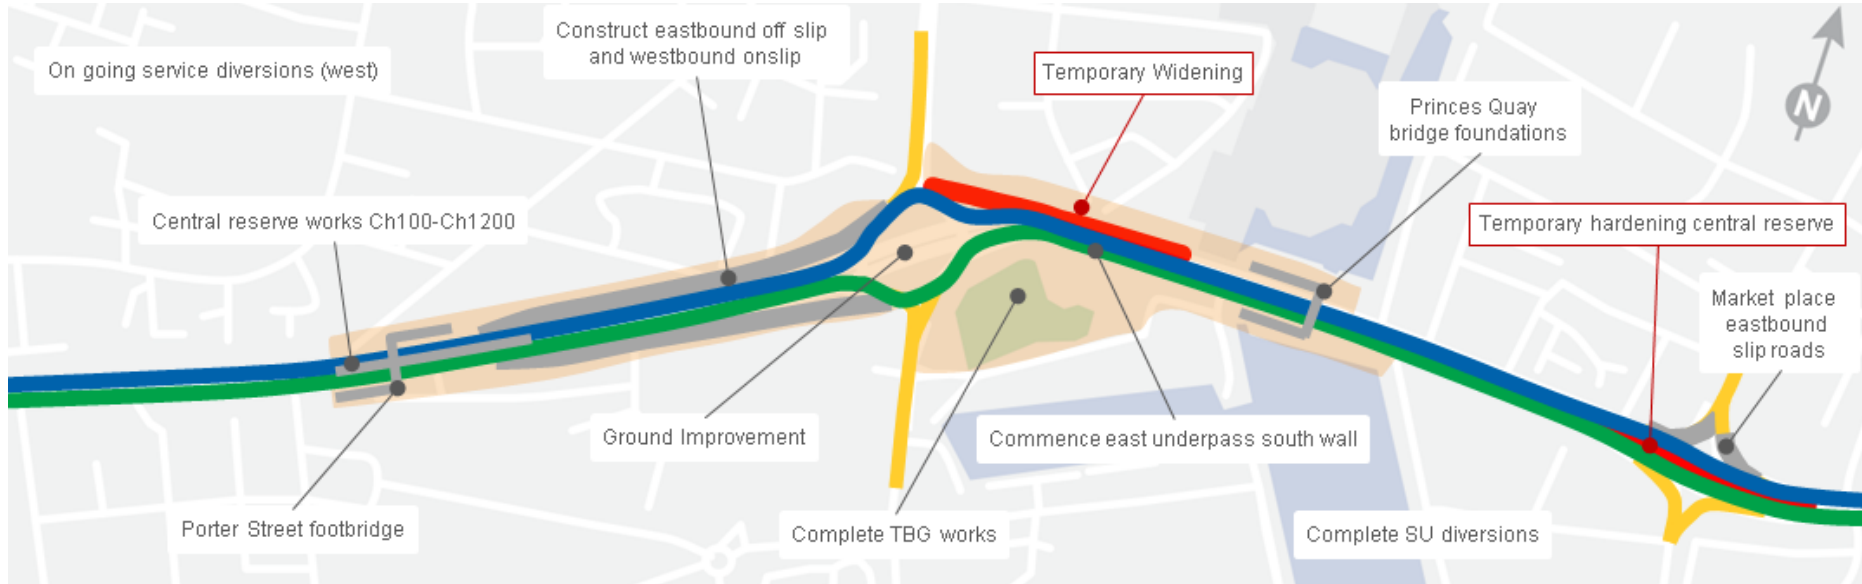 On going service diversions (west)
Construct eastbound off slip
and westbound onslip
Temporary Widening
Princes Quay
bridge foundations
N
Central reserve works Ch100-Ch1200
Temporary hardening central reserve
Market place
eastbound
slip roads
Ground Improvement
Commence east underpass south wall
Porter Street footbridge
Complete TBG works
Complete SU diversions